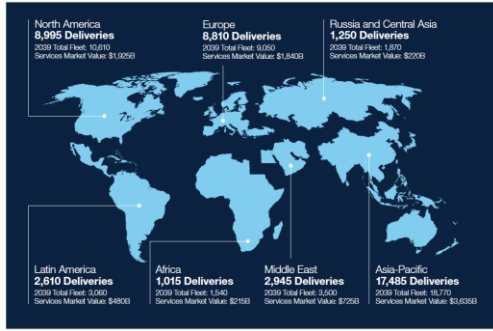 North America
8,995 Deliveries
2039 Total Fleet: 10,610
Services Market Value: $1,925B
Europe
8,810 Deliveries
2039 Total Fleet: 9,050
Services Market Value: $1,840B
Russia and Central Asia
1,250 Deliveries
2039 Total Fleet: 1,870
Services Market Value: $220B
Latin America
2,610 Deliveries
2039 Total Fleet: 3,060
Services Market Value: $480B
Africa
1,015 Deliveries
2039 Total Fleet: 1,540
Services Market Value: $215B
Middle East
2,945 Deliveries
2039 Total Fleet: 3,500
Services Market Value: $725B
Asia-Pacific
17,485 Deliveries
2039 Total Fleet: 18,770
Services Market Value: $3,635B